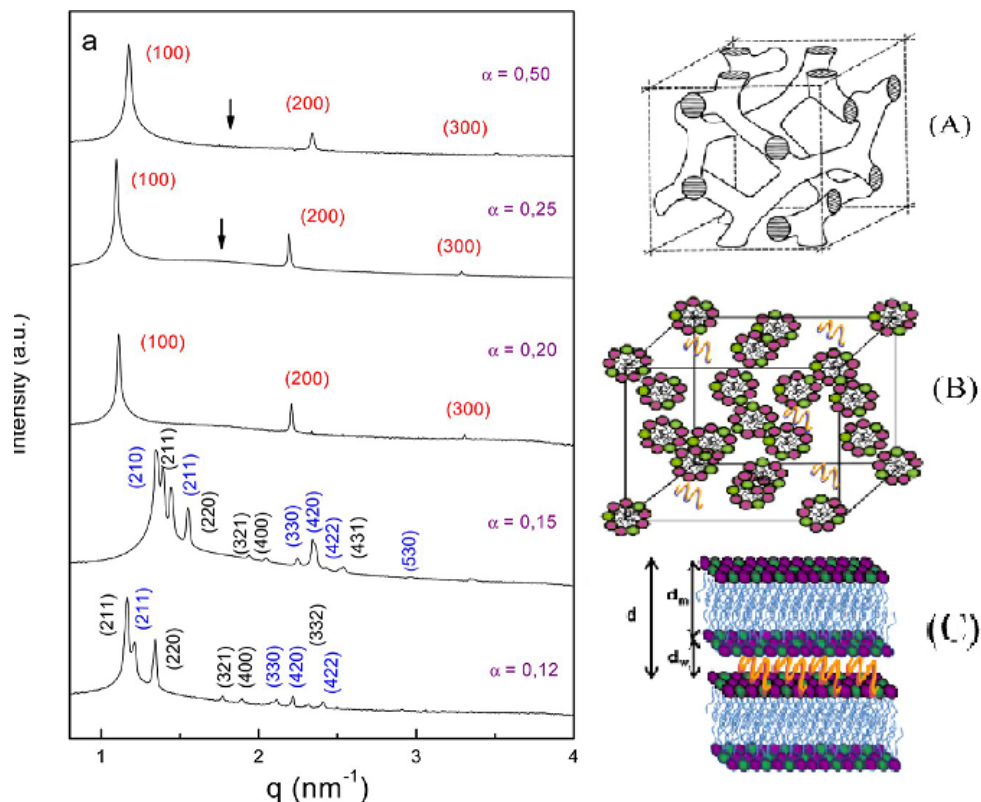 a
(100)
α = 0,50
(200)
(300)
(100)
α = 0,25
(200)
(300)
(100)
α = 0,20
(200)
(300)
(210)
(211)
(211)
(220)
(321)
(400)
(330)
(420)
(422)
(431)
(530)
α = 0,15
(211)
(211)
(220)
(321)
(400)
(330)
(420)
(332)
(422)
α = 0,12
Intensity (a.u.)
1 2 3 4
q (nm⁻¹)
(A)
(B)
d
dm
dw
(C)